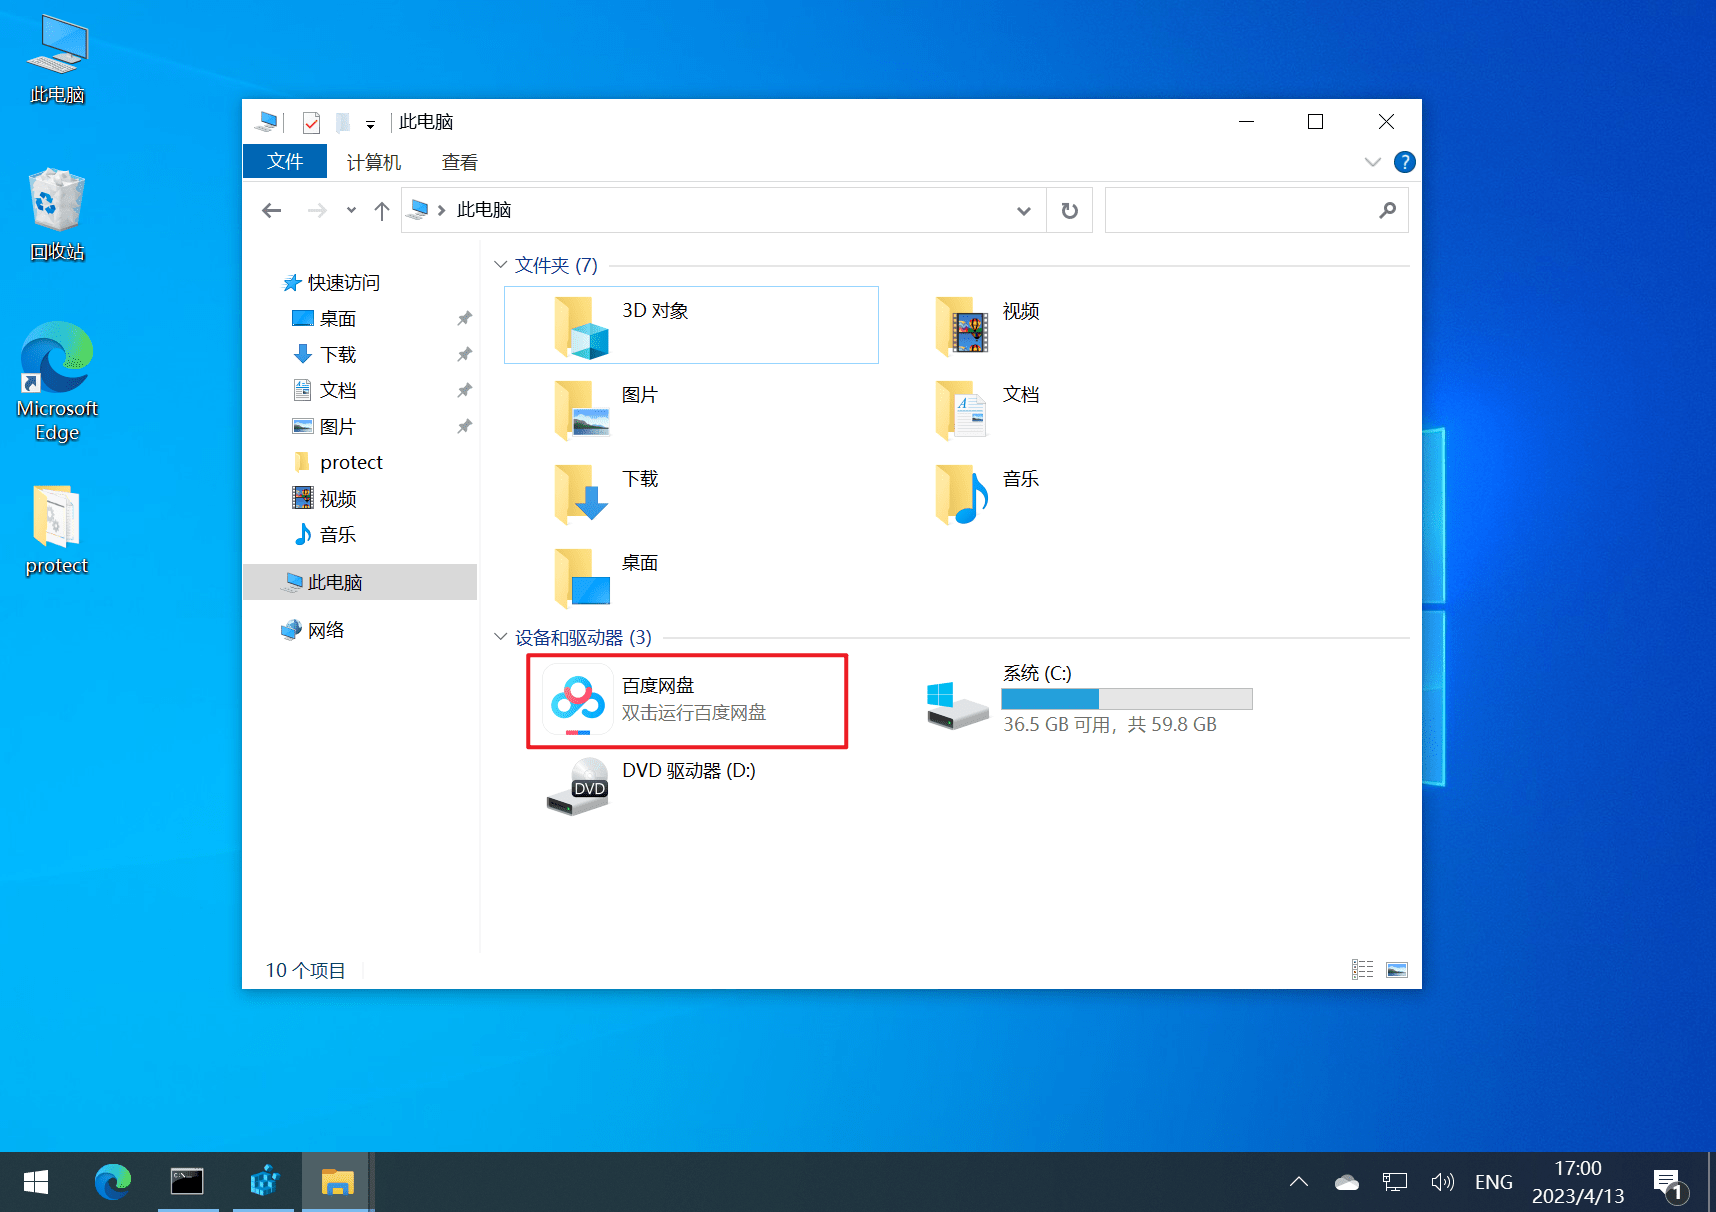 此电脑
回收站
Microsoft
Edge
protect
此电脑
文件
计算机
查看
?
此电脑
快速访问
桌面
下载
文档
图片
protect
视频
音乐
此电脑
网络
文件夹 (7)
3D 对象
视频
图片
文档
下载
音乐
桌面
设备和驱动器 (3)
百度网盘
双击运行百度网盘
系统 (C:)
36.5 GB 可用，共 59.8 GB
DVD
DVD 驱动器 (D:)
10 个项目
ENG
17:00
2023/4/13
1